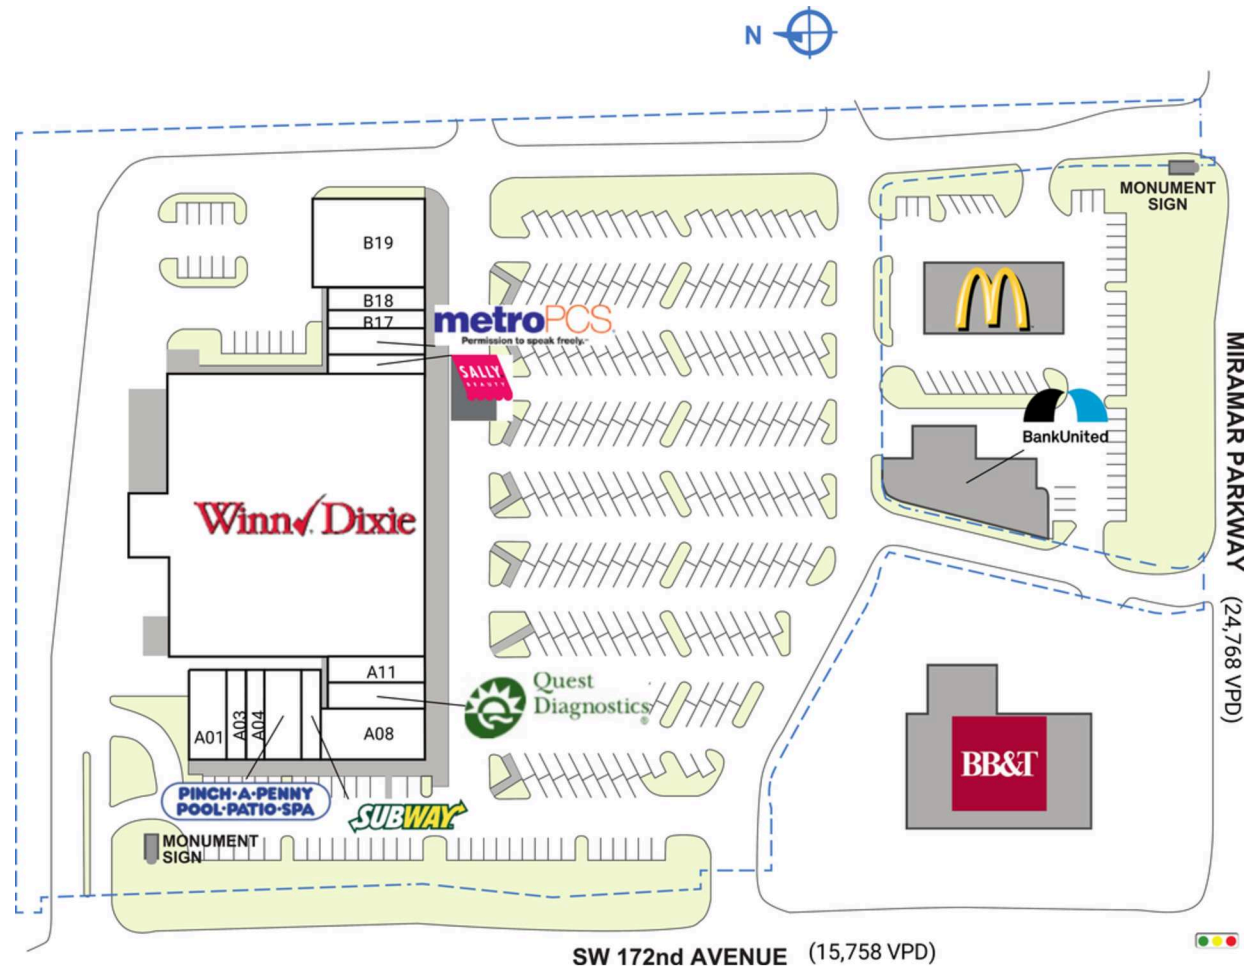 N
MONUMENT
SIGN
B19
B18
B17
metroPCS
Permission to speak freely.
SALLY
BEAUTY
BankUnited
MIRAMAR PARKWAY (24,768 VPD)
Winn Dixie
A11
Quest
Diagnostics®
A01
A03
A04
A08
BB&T
PINCH·A·PENNY
POOL·PATIO·SPA
SUBWAY
MONUMENT
SIGN
SW 172nd AVENUE (15,758 VPD)